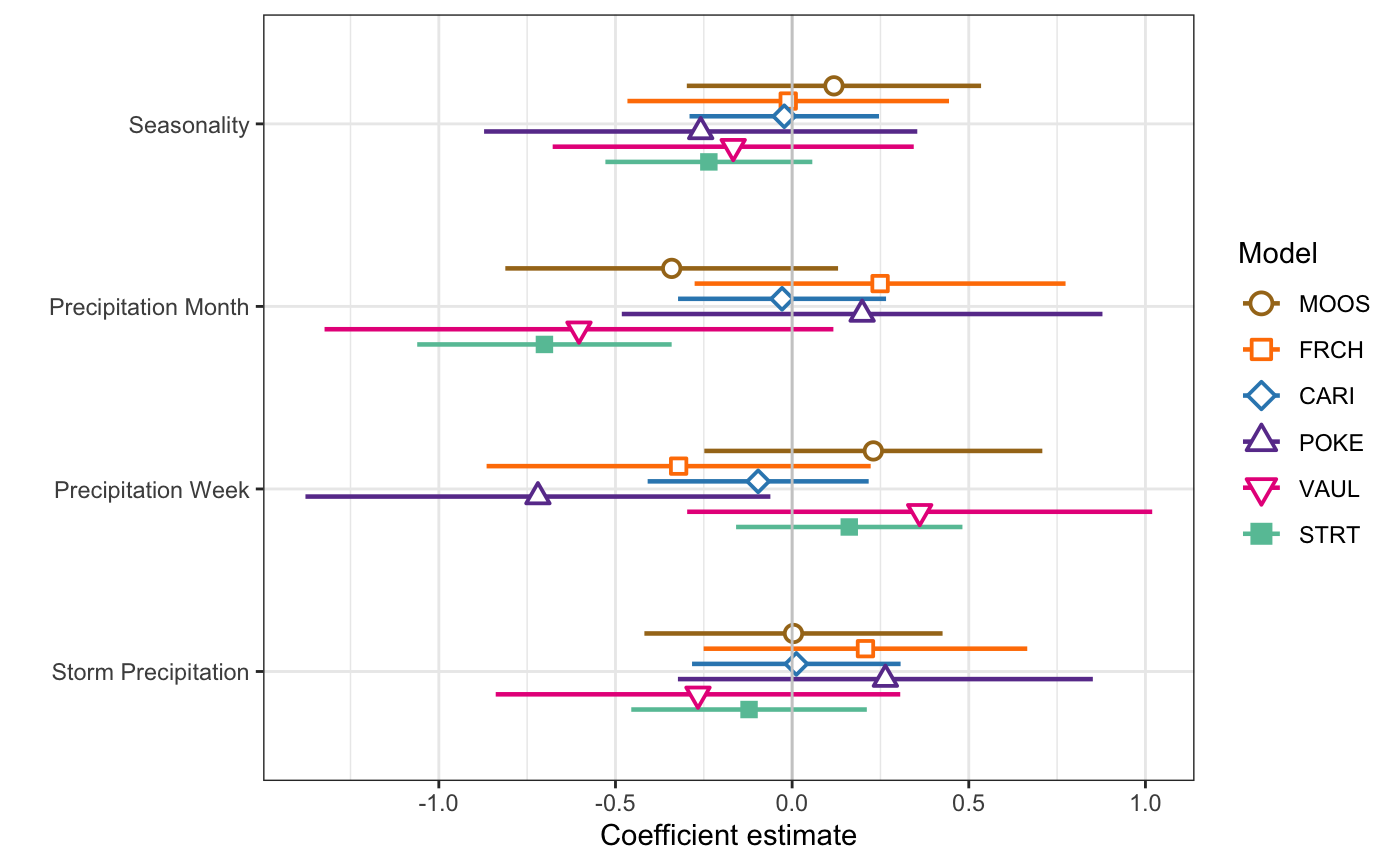 Seasonality
Precipitation Month
Precipitation Week
Storm Precipitation
-1.0 -0.5 0.0 0.5 1.0
Coefficient estimate
Model
MOOS
FRCH
CARI
POKE
VAUL
STRT